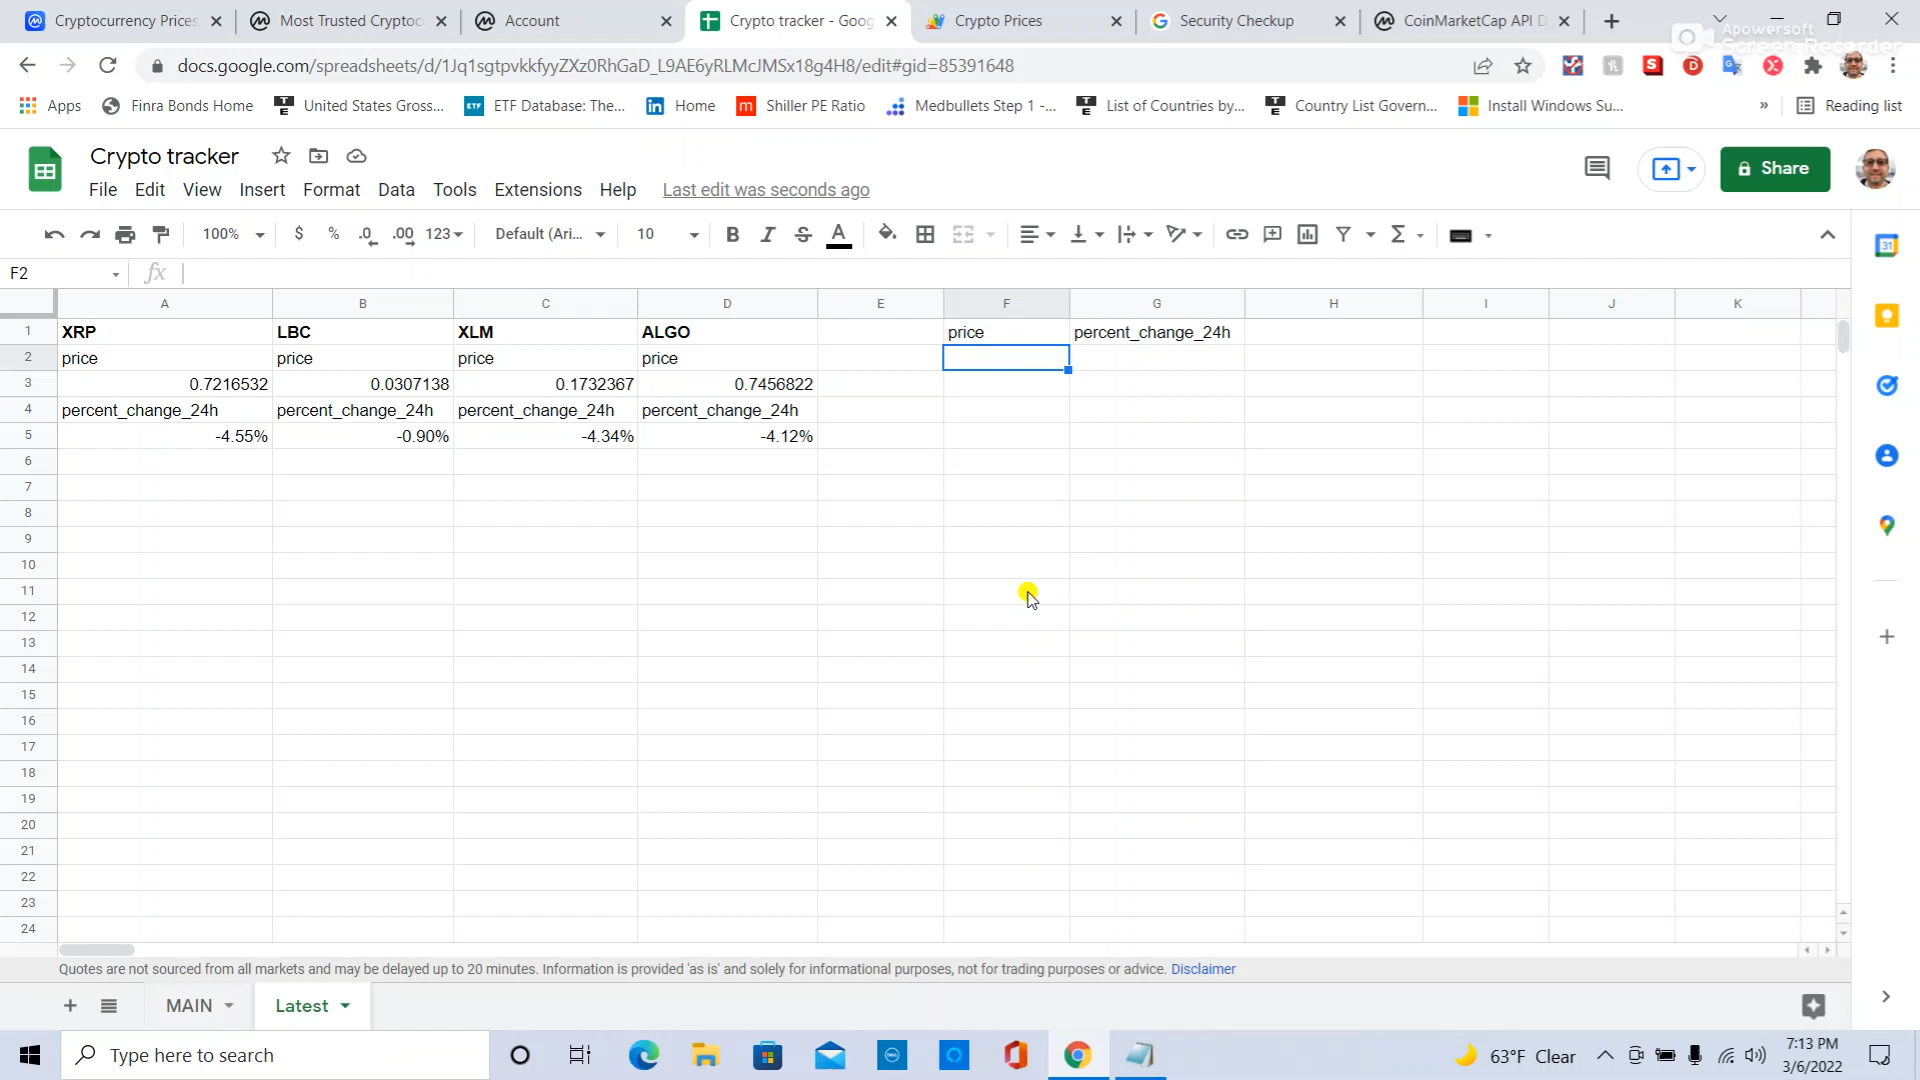 Cryptocurrency Prices,
Most Trusted Cryptoc
Account
Crypto tracker - Goog
Crypto Prices
Security Checkup
CoinMarketCap API D
Apowersoft
Screen Recorder
docs.google.com/spreadsheets/d/1Jq1sgtpvkkfyyZXz0RhGaD_L9AE6yRLMcJMSx18g4H8/edit#gid=85391648
Apps
Finra Bonds Home
United States Gross...
ETF Database: The...
Home
Shiller PE Ratio
Medbullets Step 1 -...
List of Countries by...
Country List Govern...
Install Windows Su...
»
Reading list
Crypto tracker
File Edit View Insert Format Data Tools Extensions Help Last edit was seconds ago
Share
100% $ % .0 .00 123 Default (Ari... 10 B I S A
F2 fx
A B C D E F G H I J K
1 XRP LBC XLM ALGO price percent_change_24h
2 price price price price
3 0.7216532 0.0307138 0.1732367 0.7456822
4 percent_change_24h percent_change_24h percent_change_24h percent_change_24h
5 -4.55% -0.90% -4.34% -4.12%
6
7
8
9
10
11
12
13
14
15
16
17
18
19
20
21
22
23
24
Quotes are not sourced from all markets and may be delayed up to 20 minutes. Information is provided 'as is' and solely for informational purposes, not for trading purposes or advice. Disclaimer
MAIN Latest
Type here to search
63°F Clear
7:13 PM
3/6/2022